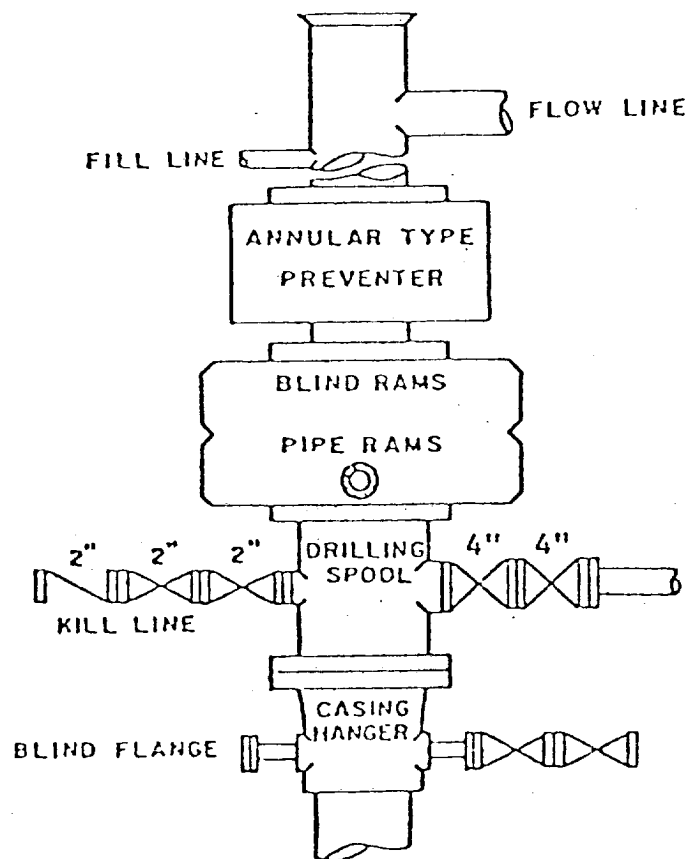 FLOW LINE
FILL LINE
ANNULAR TYPE
PREVENTER
BLIND RAMS
PIPE RAMS
2" 2" 2"
DRILLING
SPOOL
4" 4"
KILL LINE
CASING
HANGER
BLIND FLANGE